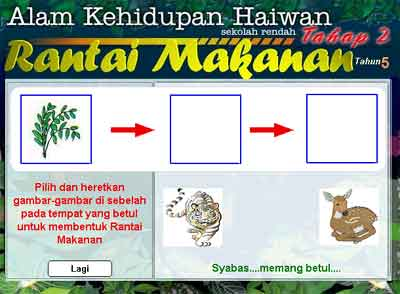 Alam Kehidupan Haiwan
sekolah rendah
Tahap 2
Rantai Makanan
Tahun 5
Pilih dan heretkan
gambar-gambar di sebelah
pada tempat yang betul
untuk membentuk Rantai
Makanan
Lagi
Syabas....memang betul....